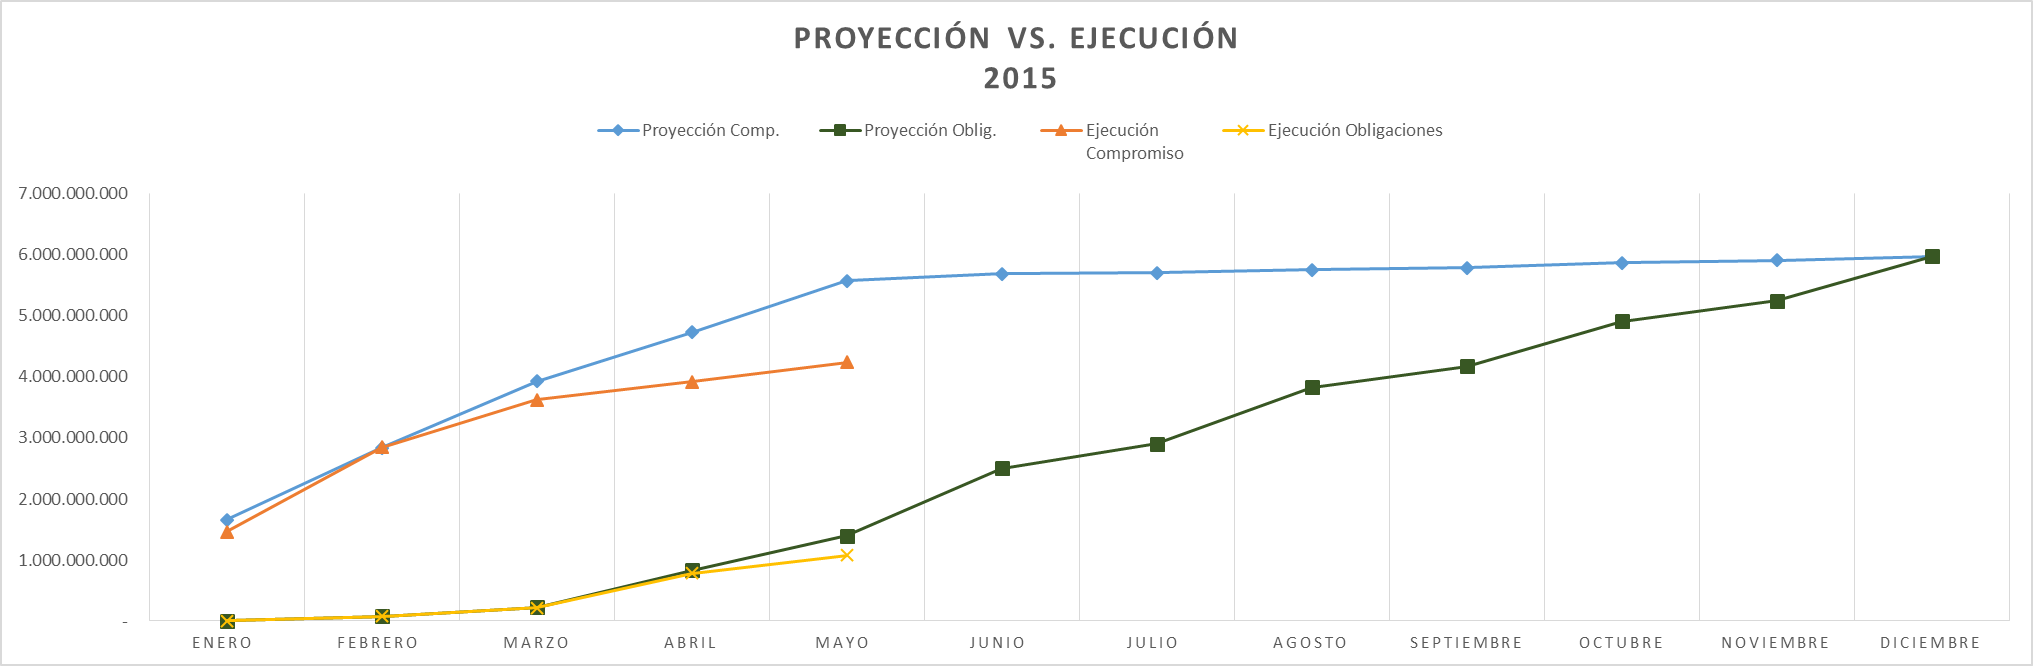 PROYECCIÓN VS. EJECUCIÓN
2015
Proyección Comp.
Proyección Oblig.
Ejecución
Compromiso
Ejecución Obligaciones
7.000.000.000
6.000.000.000
5.000.000.000
4.000.000.000
3.000.000.000
2.000.000.000
1.000.000.000
-
ENERO FEBRERO MARZO ABRIL MAYO JUNIO JULIO AGOSTO SEPTIEMBRE OCTUBRE NOVIEMBRE DICIEMBRE